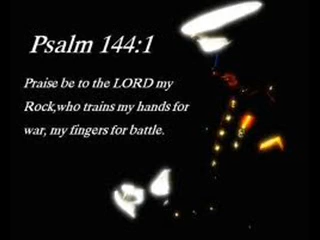 Psalm 144:1
Praise be to the LORD my
Rock,who trains my hands for
war, my fingers for battle.